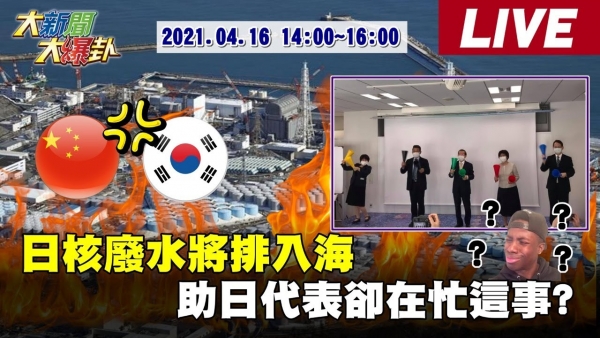 大新聞
大爆卦
2021.04.16 14:00~16:00
LIVE
日核廢水將排入海
助日代表卻在忙這事?
? ? ? ?